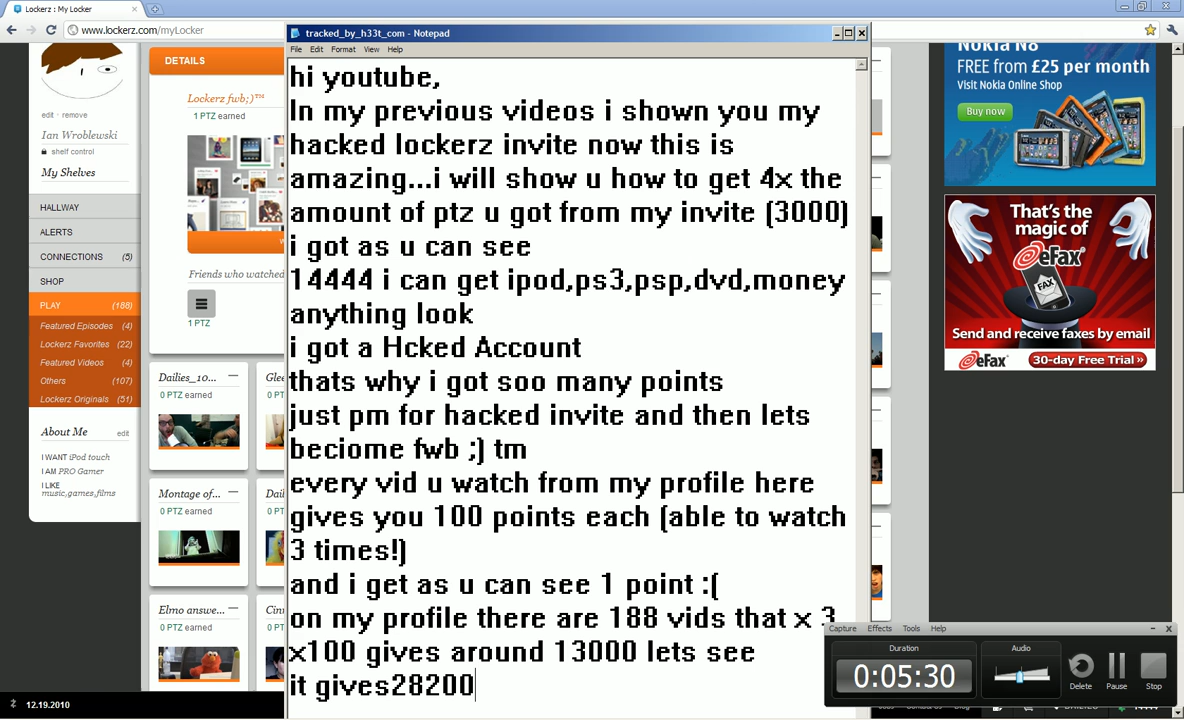 Lockerz : My Locker
www.lockerz.com/myLocker
edit · remove
Ian Wroblewski
shelf control
My Shelves
HALLWAY
ALERTS
CONNECTIONS (5)
SHOP
PLAY (188)
Featured Episodes (4)
Lockerz Favorites (22)
Featured Videos (4)
Others (107)
Lockerz Originals (51)
About Me edit
I WANT iPod touch
I AM PRO Gamer
I LIKE
music,games,films
12.19.2010
DETAILS
Lockerz fwb;)™
1 PTZ earned
Friends who watched
1 PTZ
Dailies_10...
0 PTZ earned
Glee
0 PTZ
Montage of...
0 PTZ earned
0 PTZ
Elmo answe...
0 PTZ earned
0 PTZ
tracked_by_h33t_com - Notepad
File Edit Format View Help
hi youtube,
In my previous videos i shown you my
hacked lockerz invite now this is
amazing...i will show u how to get 4x the
amount of ptz u got from my invite (3000)
i got as u can see
14444 i can get ipod,ps3,psp,dvd,money
anything look
i got a Hcked Account
thats why i got soo many points
just pm for hacked invite and then lets
beciome fwb ;) tm
every vid u watch from my profile here
gives you 100 points each (able to watch
3 times!)
and i get as u can see 1 point :(
on my profile there are 188 vids that x 3
x100 gives around 13000 lets see
it gives28200
Nokia N8
FREE from £25 per month
Visit Nokia Online Shop
Buy now
That's the
magic of
eFax
FAX
Send and receive faxes by email
eFax 30-day Free Trial »
Capture Effects Tools Help
Duration
0:05:30
Audio
Delete
Pause
Stop